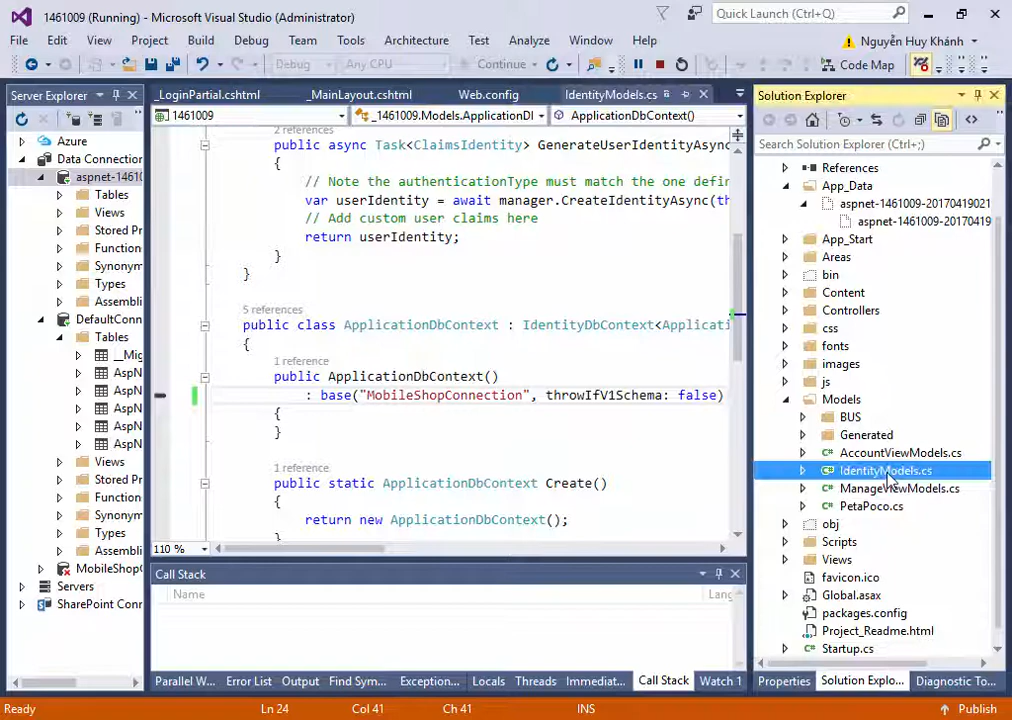 1461009 (Running) - Microsoft Visual Studio (Administrator)
Quick Launch (Ctrl+Q)
File Edit View Project Build Debug Team Tools Architecture Test Analyze Window Help
Nguyễn Huy Khánh
Debug Any CPU Continue Code Map
Server Explorer
Azure
Data Connection
aspnet-14610
Tables
Views
Stored Pr
Function
Synonym
Types
Assembli
DefaultConn
Tables
__Mig
AspN
AspN
AspN
AspN
AspN
Views
Stored Pr
Function
Synonym
Types
Assembli
MobileShopC
Servers
SharePoint Conn
_LoginPartial.cshtml _MainLayout.cshtml Web.config IdentityModels.cs
1461009 _1461009.Models.ApplicationDl ApplicationDbContext()
2 references
public async Task<ClaimsIdentity> GenerateUserIdentityAsync
{
// Note the authenticationType must match the one defin
var userIdentity = await manager.CreateIdentityAsync(th
// Add custom user claims here
return userIdentity;
}
}
5 references
public class ApplicationDbContext : IdentityDbContext<Applicati
{
1 reference
public ApplicationDbContext()
: base("MobileShopConnection", throwIfV1Schema: false)
{
}
1 reference
public static ApplicationDbContext Create()
{
return new ApplicationDbContext();
}
110 %
Call Stack
Name Lang
Parallel W... Error List Output Find Sym... Exception... Locals Threads Immediat... Call Stack Watch 1
Solution Explorer
Search Solution Explorer (Ctrl+;)
References
App_Data
aspnet-1461009-20170419021
aspnet-1461009-20170419
App_Start
Areas
bin
Content
Controllers
css
fonts
images
js
Models
BUS
Generated
AccountViewModels.cs
IdentityModels.cs
ManageViewModels.cs
PetaPoco.cs
obj
Scripts
Views
favicon.ico
Global.asax
packages.config
Project_Readme.html
Startup.cs
Properties Solution Explo... Diagnostic To...
Ready Ln 24 Col 41 Ch 41 INS Publish